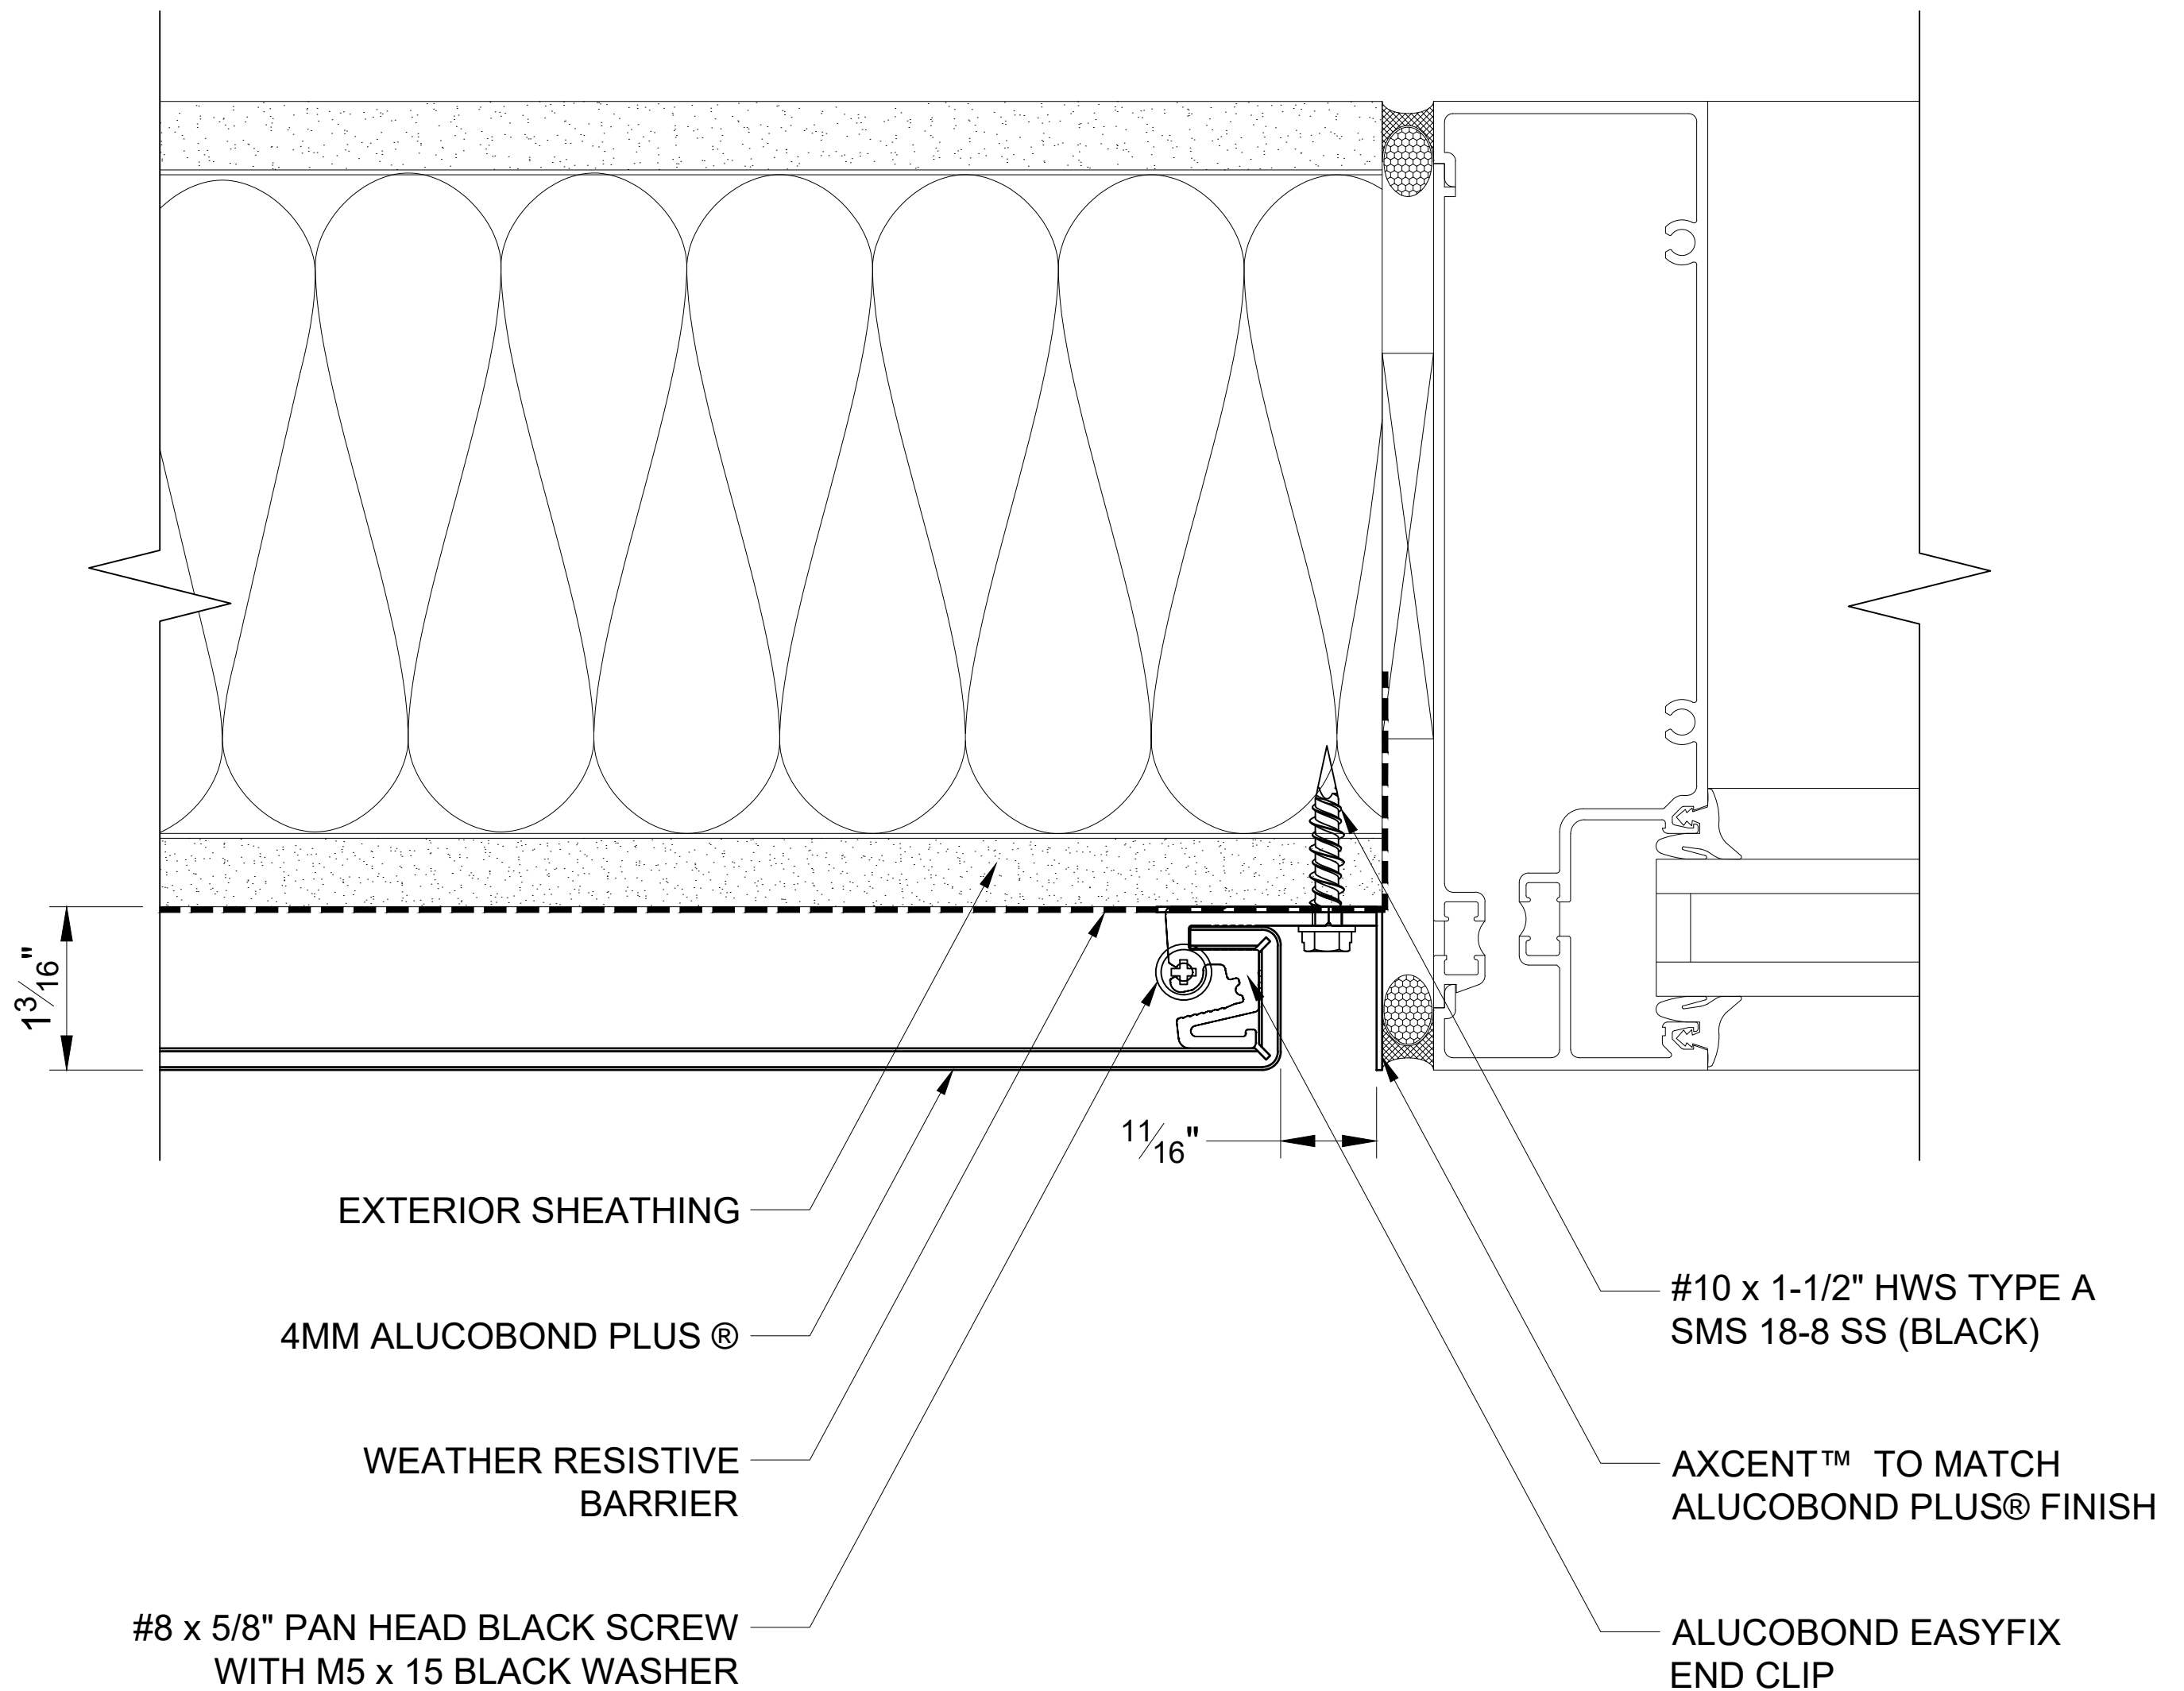 1 3/16"
11/16"
EXTERIOR SHEATHING
4MM ALUCOBOND PLUS ®
WEATHER RESISTIVE
BARRIER
#8 x 5/8" PAN HEAD BLACK SCREW
WITH M5 x 15 BLACK WASHER
#10 x 1-1/2" HWS TYPE A
SMS 18-8 SS (BLACK)
AXCENT™ TO MATCH
ALUCOBOND PLUS® FINISH
ALUCOBOND EASYFIX
END CLIP